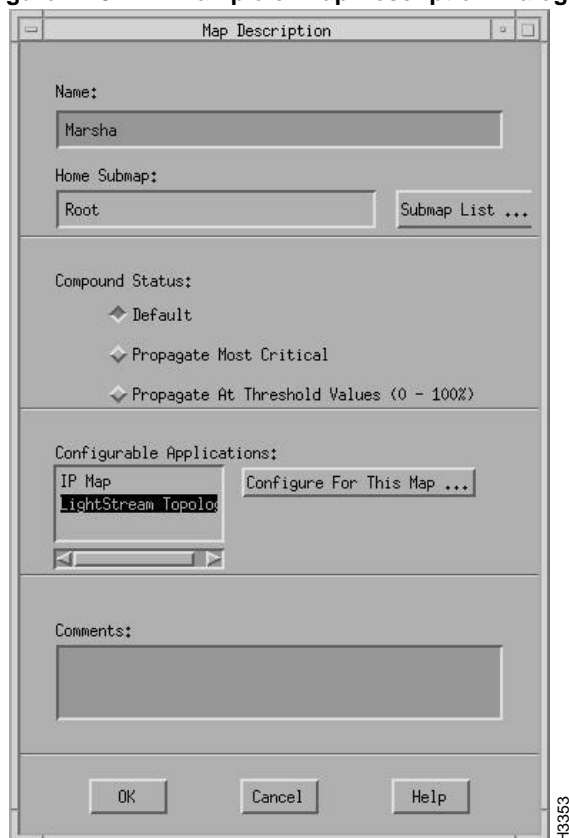 Map Description
Name:
Marsha
Home Submap:
Root
Submap List ...
Compound Status:
Default
Propagate Most Critical
Propagate At Threshold Values (0 - 100%)
Configurable Applications:
IP Map
LightStream Topolog
Configure For This Map ...
Comments:
OK
Cancel
Help
H3353